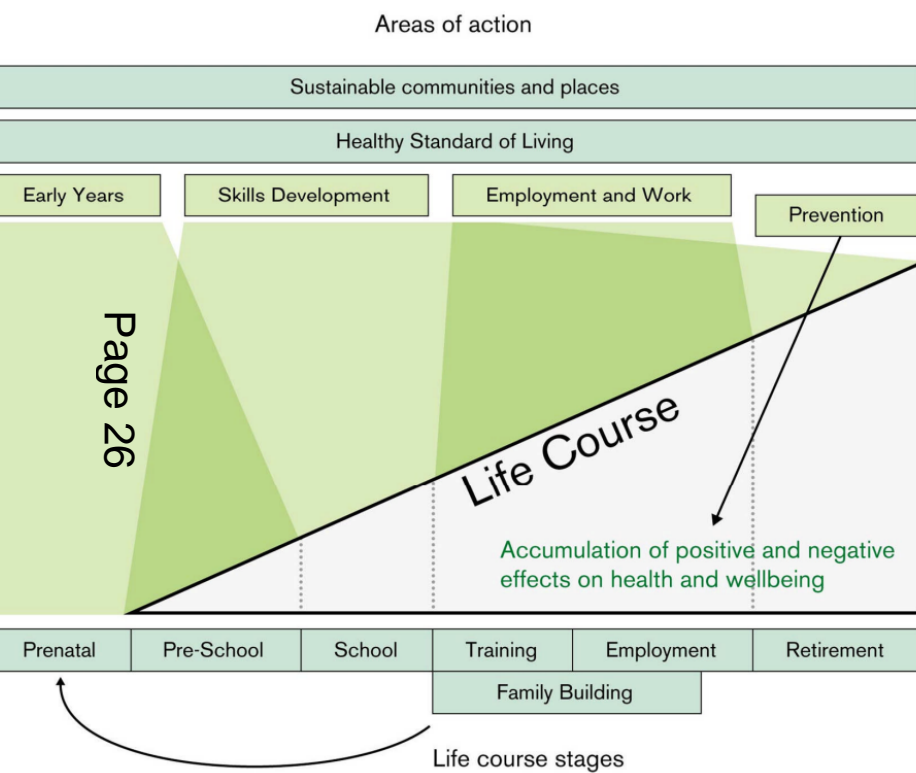 Areas of action
Sustainable communities and places
Healthy Standard of Living
Early Years
Skills Development
Employment and Work
Prevention
Page 26
Life Course
Accumulation of positive and negative
effects on health and wellbeing
Prenatal
Pre-School
School
Training
Employment
Retirement
Family Building
Life course stages